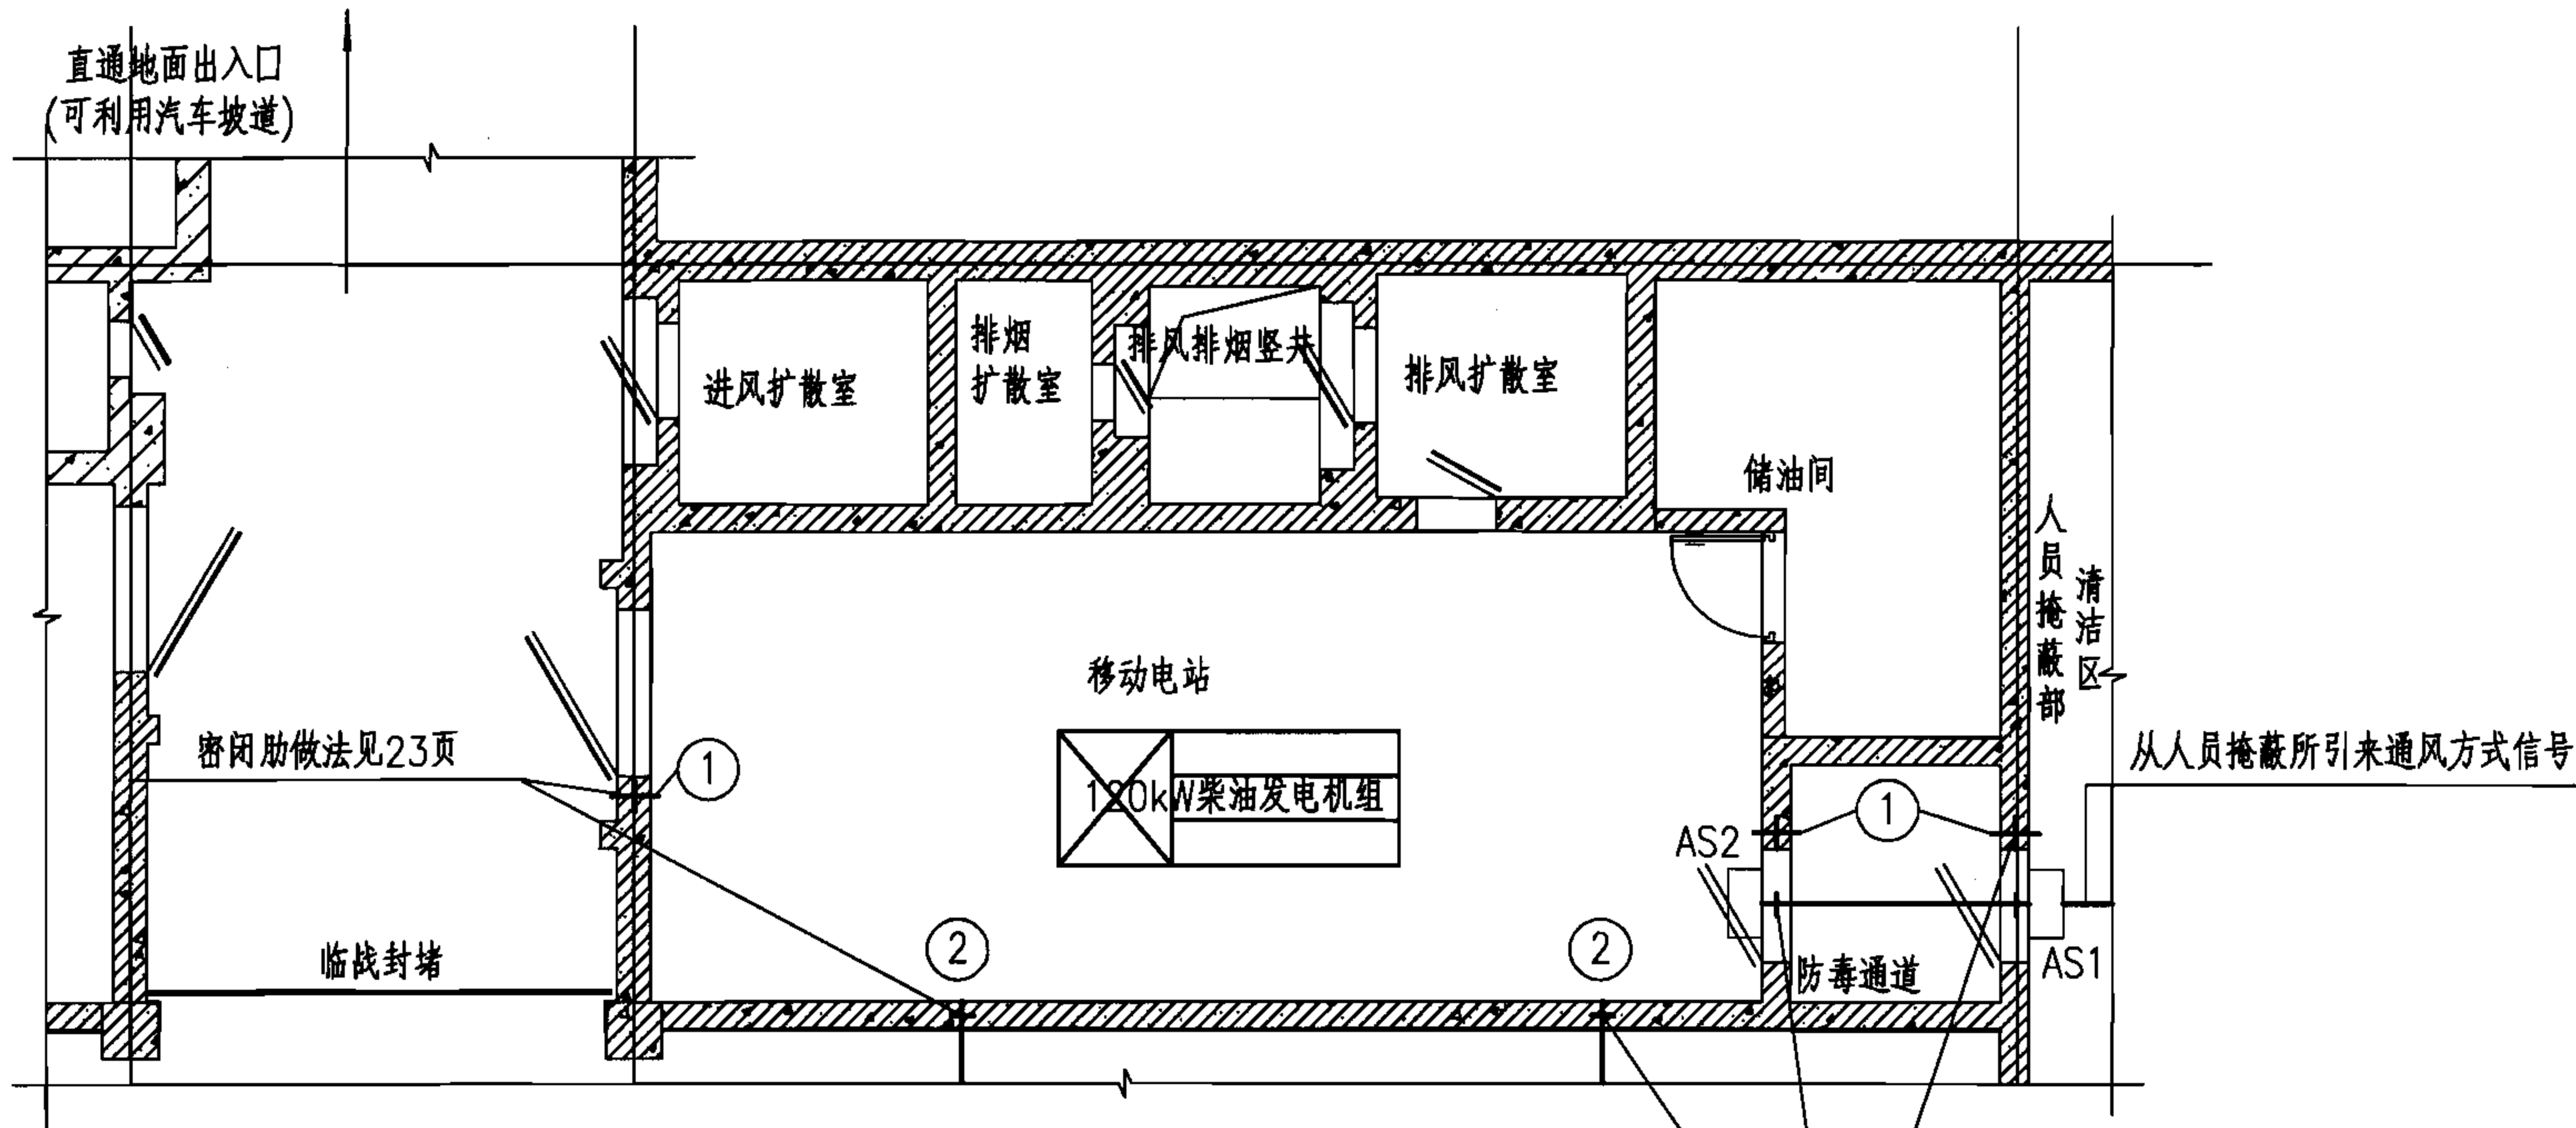 直通地面出入口
(可利用汽车坡道)
排烟
扩散室
排风排烟竖井
进风扩散室
排风扩散室
储油间
人员掩蔽部
清洁区
移动电站
密闭肋做法见23页
①
从人员掩蔽所引来通风方式信号
120kW柴油发电机组
①
AS2
②
②
临战封堵
防毒通道
AS1